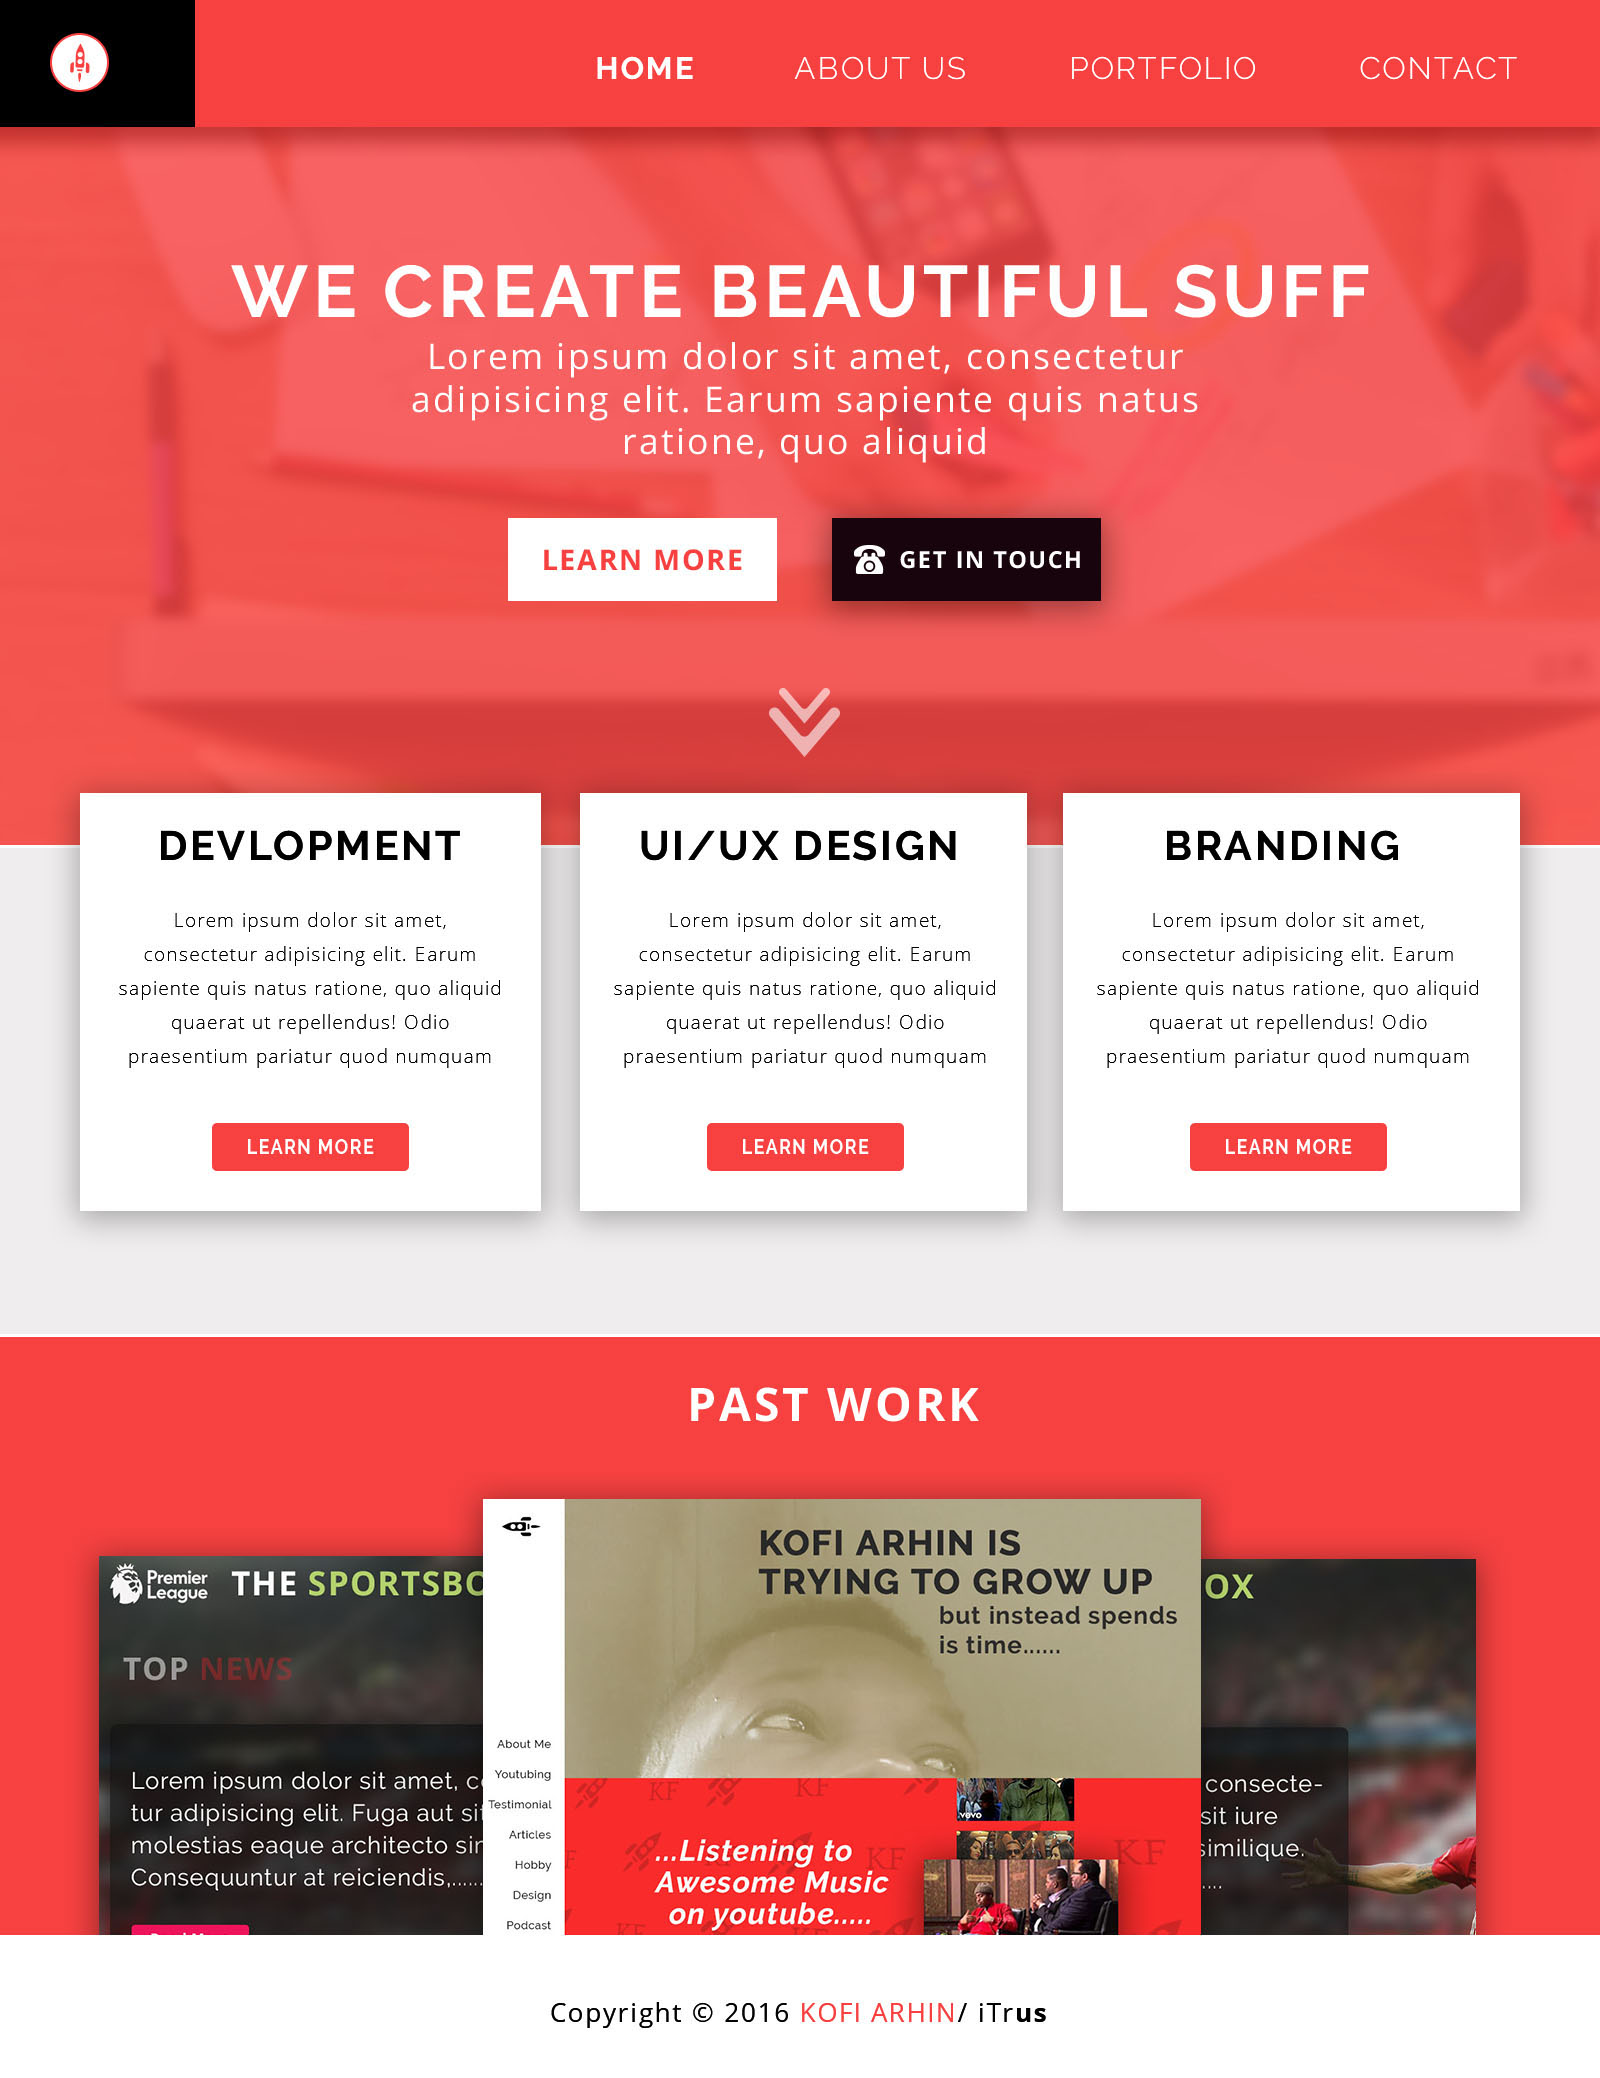 HOME ABOUT US PORTFOLIO CONTACT
WE CREATE BEAUTIFUL SUFF
Lorem ipsum dolor sit amet, consectetur
adipisicing elit. Earum sapiente quis natus
ratione, quo aliquid
LEARN MORE
GET IN TOUCH
DEVLOPMENT
Lorem ipsum dolor sit amet,
consectetur adipisicing elit. Earum
sapiente quis natus ratione, quo aliquid
quaerat ut repellendus! Odio
praesentium pariatur quod numquam
LEARN MORE
UI/UX DESIGN
Lorem ipsum dolor sit amet,
consectetur adipisicing elit. Earum
sapiente quis natus ratione, quo aliquid
quaerat ut repellendus! Odio
praesentium pariatur quod numquam
LEARN MORE
BRANDING
Lorem ipsum dolor sit amet,
consectetur adipisicing elit. Earum
sapiente quis natus ratione, quo aliquid
quaerat ut repellendus! Odio
praesentium pariatur quod numquam
LEARN MORE
PAST WORK
Premier
League
THE SPORTSBO
TOP NEWS
Lorem ipsum dolor sit amet, c
tur adipisicing elit. Fuga aut sit
molestias eaque architecto sin
Consequuntur at reiciendis,.....
KOFI ARHIN IS
TRYING TO GROW UP
but instead spends
is time......
About Me
Youtubing
Testimonial
Articles
Hobby
Design
Podcast
KF
KF
KF
KF
vevo
...Listening to
Awesome Music
on youtube.....
OX
consecte-
sit iure
similique.
....
Copyright © 2016 KOFI ARHIN/ iTrus